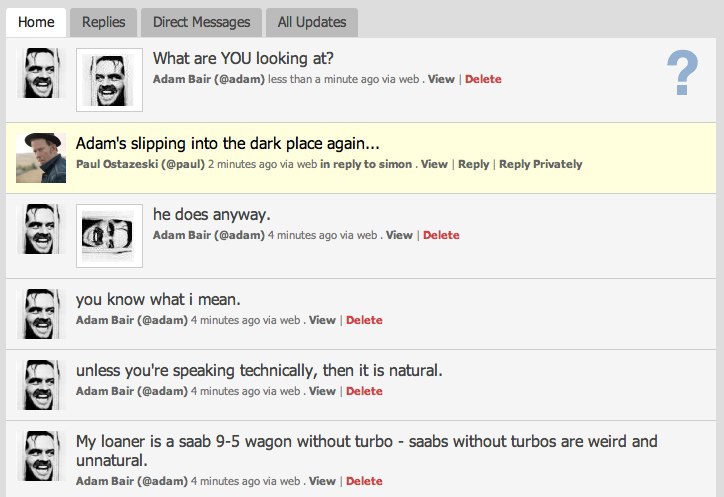 Home Replies Direct Messages All Updates
What are YOU looking at?
?
Adam Bair (@adam) less than a minute ago via web . View | Delete
Adam's slipping into the dark place again...
Paul Ostazeski (@paul) 2 minutes ago via web in reply to simon . View | Reply | Reply Privately
he does anyway.
Adam Bair (@adam) 4 minutes ago via web . View | Delete
you know what i mean.
Adam Bair (@adam) 4 minutes ago via web . View | Delete
unless you're speaking technically, then it is natural.
Adam Bair (@adam) 4 minutes ago via web . View | Delete
My loaner is a saab 9-5 wagon without turbo - saabs without turbos are weird and
unnatural.
Adam Bair (@adam) 4 minutes ago via web . View | Delete